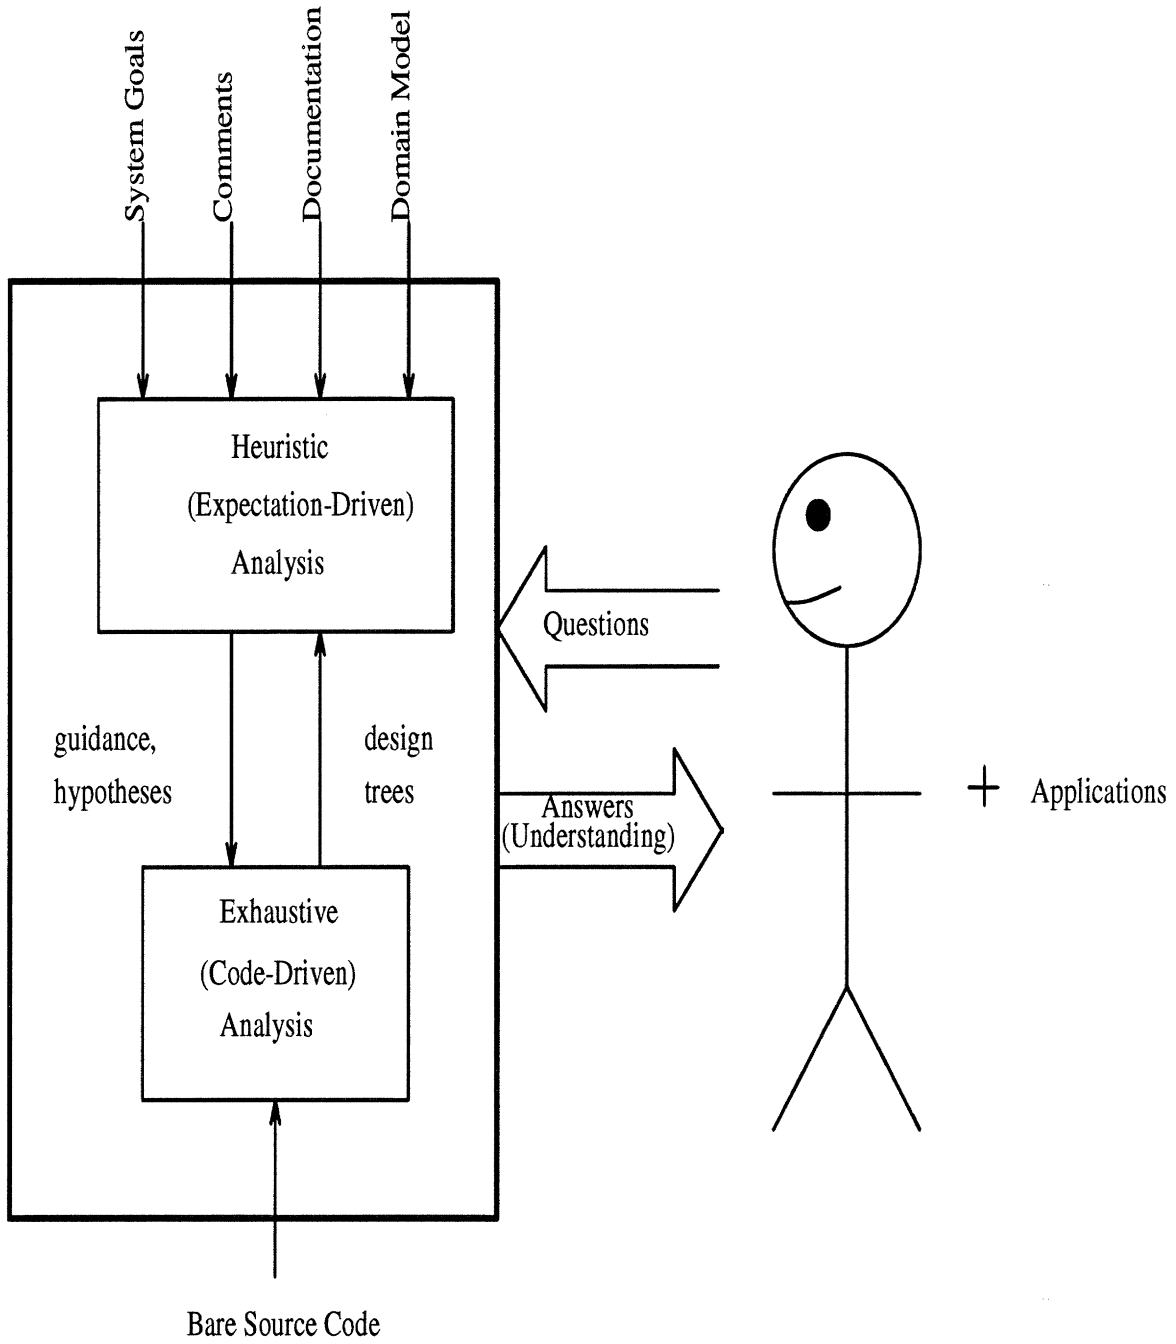 System Goals
Comments
Documentation
Domain Model
Heuristic
(Expectation-Driven)
Analysis
Questions
guidance,
hypotheses
design
trees
Answers
(Understanding)
+ Applications
Exhaustive
(Code-Driven)
Analysis
Bare Source Code